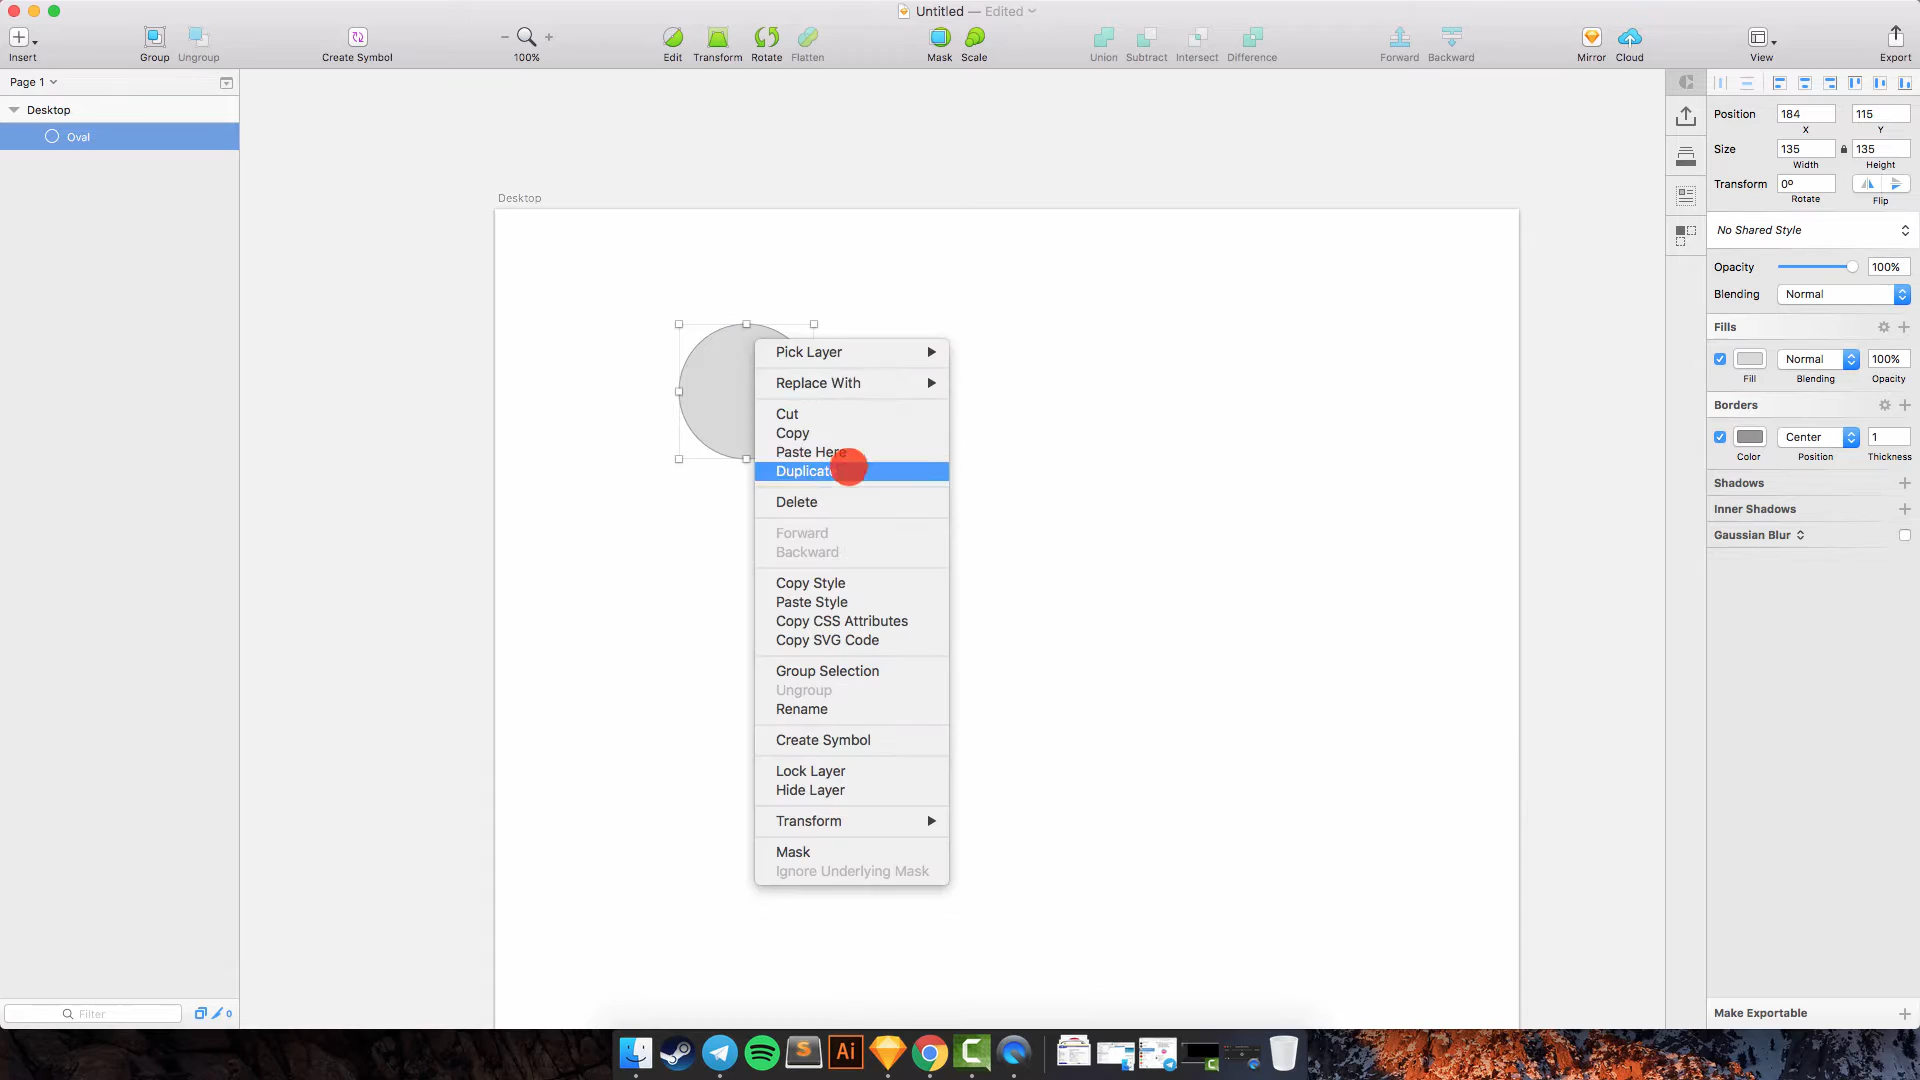 Untitled — Edited
Insert
Group
Ungroup
Create Symbol
100%
Edit
Transform
Rotate
Flatten
Mask
Scale
Union
Subtract
Intersect
Difference
Forward
Backward
Mirror
Cloud
View
Export
Page 1
Desktop
Oval
Desktop
Pick Layer
Replace With
Cut
Copy
Paste Here
Duplicate
Delete
Forward
Backward
Copy Style
Paste Style
Copy CSS Attributes
Copy SVG Code
Group Selection
Ungroup
Rename
Create Symbol
Lock Layer
Hide Layer
Transform
Mask
Ignore Underlying Mask
Position 184 115
X Y
Size 135 135
Width Height
Transform 0º
Rotate Flip
No Shared Style
Opacity 100%
Blending Normal
Fills
Normal 100%
Fill Blending Opacity
Borders
Center 1
Color Position Thickness
Shadows
Inner Shadows
Gaussian Blur
Make Exportable
Filter 0
S Ai C